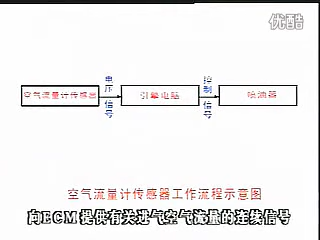 优酷
电压 控制
空气流量计传感器 引擎电脑 喷油器
信号 信号
空气流量计传感器工作流程示意图
向ECM提供有关进气空气流量的连续信号